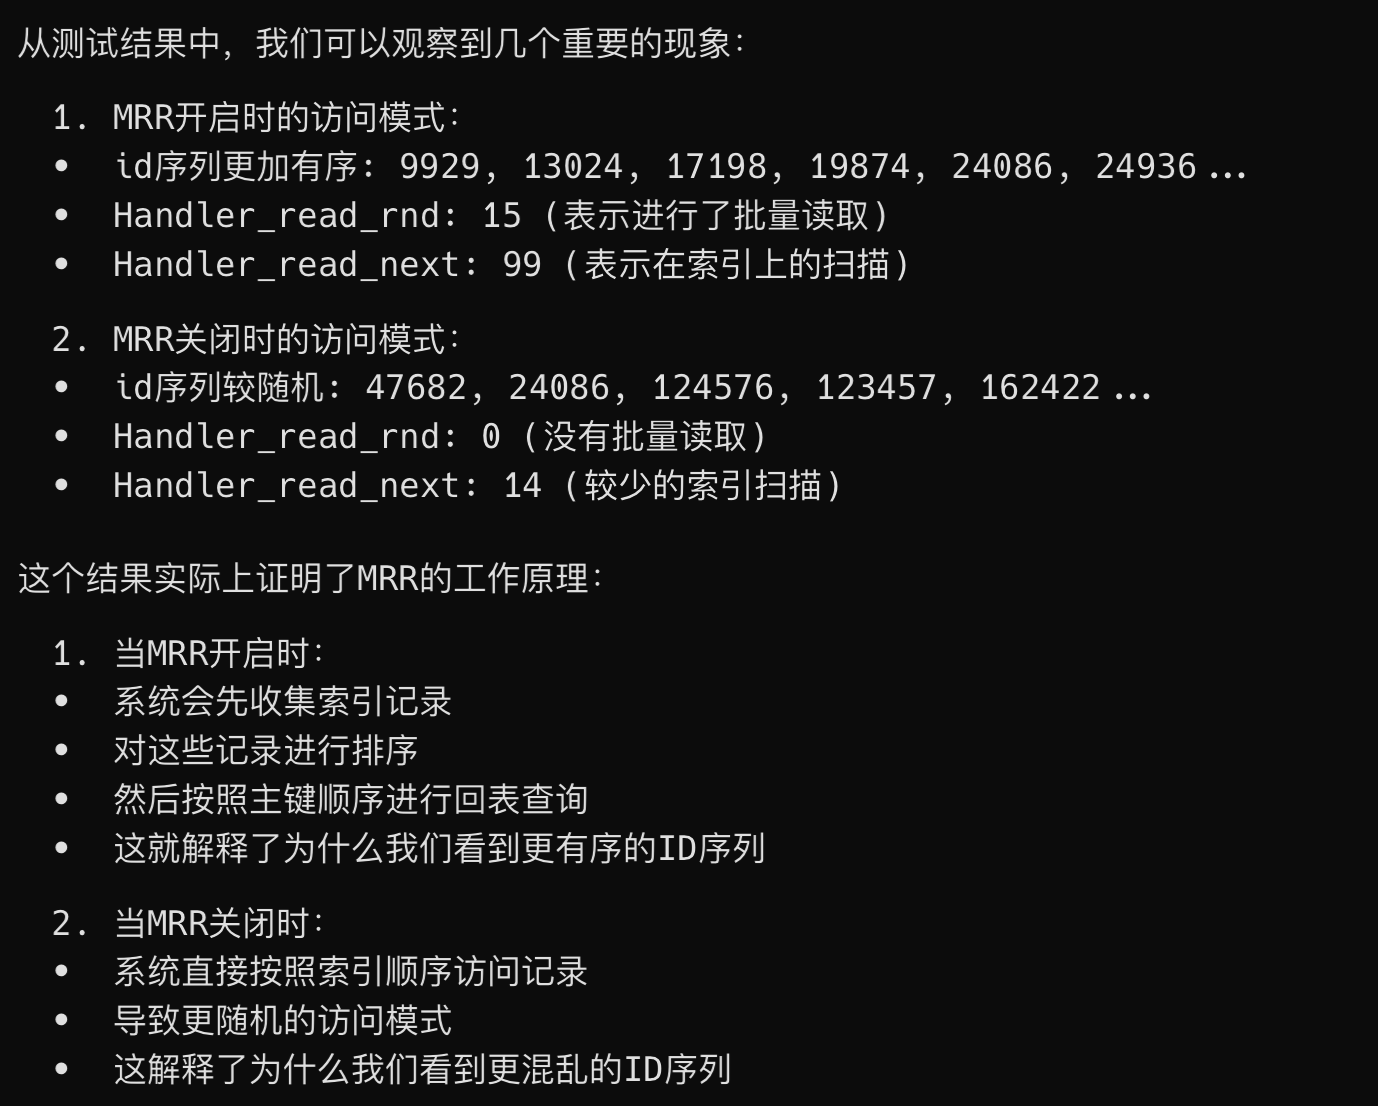 从测试结果中，我们可以观察到几个重要的现象：
1. MRR开启时的访问模式：
• id序列更加有序: 9929, 13024, 17198, 19874, 24086, 24936...
• Handler_read_rnd: 15 (表示进行了批量读取)
• Handler_read_next: 99 (表示在索引上的扫描)
2. MRR关闭时的访问模式：
• id序列较随机: 47682, 24086, 124576, 123457, 162422...
• Handler_read_rnd: 0 (没有批量读取)
• Handler_read_next: 14 (较少的索引扫描)
这个结果实际上证明了MRR的工作原理：
1. 当MRR开启时：
• 系统会先收集索引记录
• 对这些记录进行排序
• 然后按照主键顺序进行回表查询
• 这就解释了为什么我们看到更有序的ID序列
2. 当MRR关闭时：
• 系统直接按照索引顺序访问记录
• 导致更随机的访问模式
• 这解释了为什么我们看到更混乱的ID序列